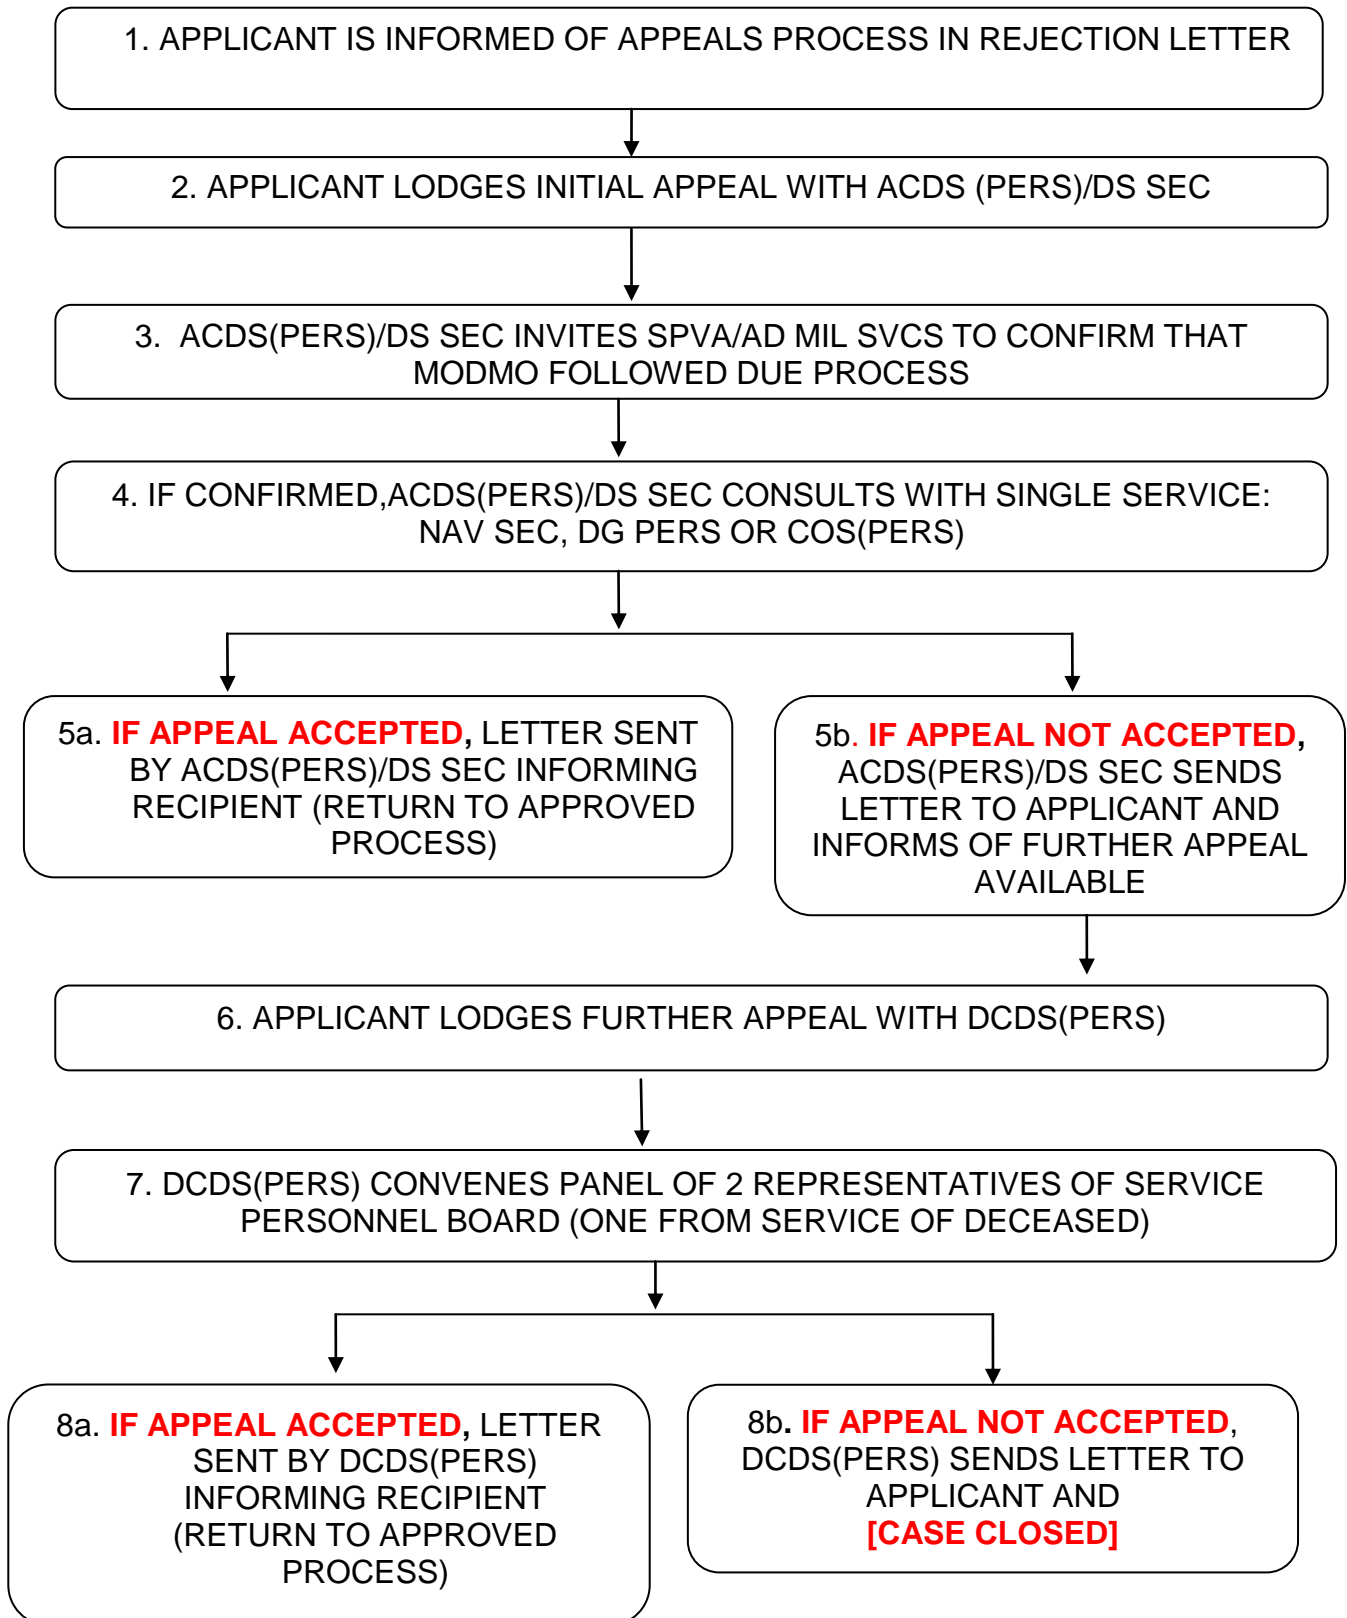 1. APPLICANT IS INFORMED OF APPEALS PROCESS IN REJECTION LETTER
2. APPLICANT LODGES INITIAL APPEAL WITH ACDS (PERS)/DS SEC
3. ACDS(PERS)/DS SEC INVITES SPVA/AD MIL SVCS TO CONFIRM THAT
MODMO FOLLOWED DUE PROCESS
4. IF CONFIRMED,ACDS(PERS)/DS SEC CONSULTS WITH SINGLE SERVICE:
NAV SEC, DG PERS OR COS(PERS)
5a. IF APPEAL ACCEPTED, LETTER SENT
BY ACDS(PERS)/DS SEC INFORMING
RECIPIENT (RETURN TO APPROVED
PROCESS)
5b. IF APPEAL NOT ACCEPTED,
ACDS(PERS)/DS SEC SENDS
LETTER TO APPLICANT AND
INFORMS OF FURTHER APPEAL
AVAILABLE
6. APPLICANT LODGES FURTHER APPEAL WITH DCDS(PERS)
7. DCDS(PERS) CONVENES PANEL OF 2 REPRESENTATIVES OF SERVICE
PERSONNEL BOARD (ONE FROM SERVICE OF DECEASED)
8a. IF APPEAL ACCEPTED, LETTER
SENT BY DCDS(PERS)
INFORMING RECIPIENT
(RETURN TO APPROVED
PROCESS)
8b. IF APPEAL NOT ACCEPTED,
DCDS(PERS) SENDS LETTER TO
APPLICANT AND
[CASE CLOSED]